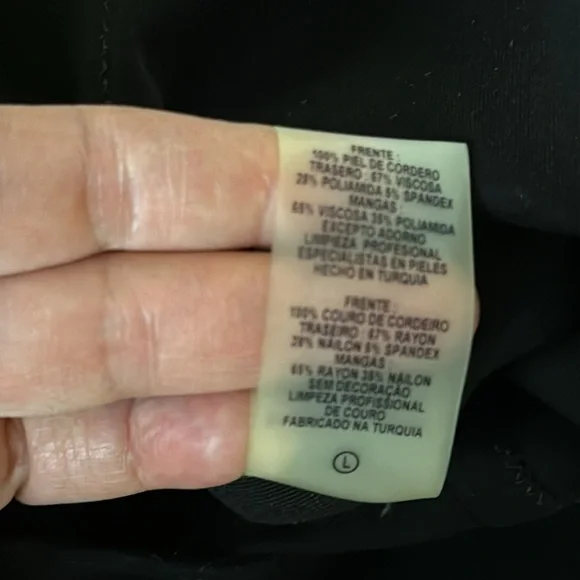 FRENTE :
100% PIEL DE CORDERO
TRASERO : 67% VISCOSA
28% POLIAMIDA 5% SPANDEX
MANGAS :
65% VISCOSA 35% POLIAMIDA
EXCEPTO ADORNO
LIMPIEZA PROFESIONAL
ESPECIALISTAS EN PIELES
HECHO EN TURQUIA
FRENTE :
100% COURO DE CORDEIRO
TRASEIRO : 67% RAYON
28% NAILON 5% SPANDEX
MANGAS
65% RAYON 35% NAILON
SEM DECORAÇÃO
LIMPEZA PROFISSIONAL
DE COURO
FABRICADO NA TURQUIA
L